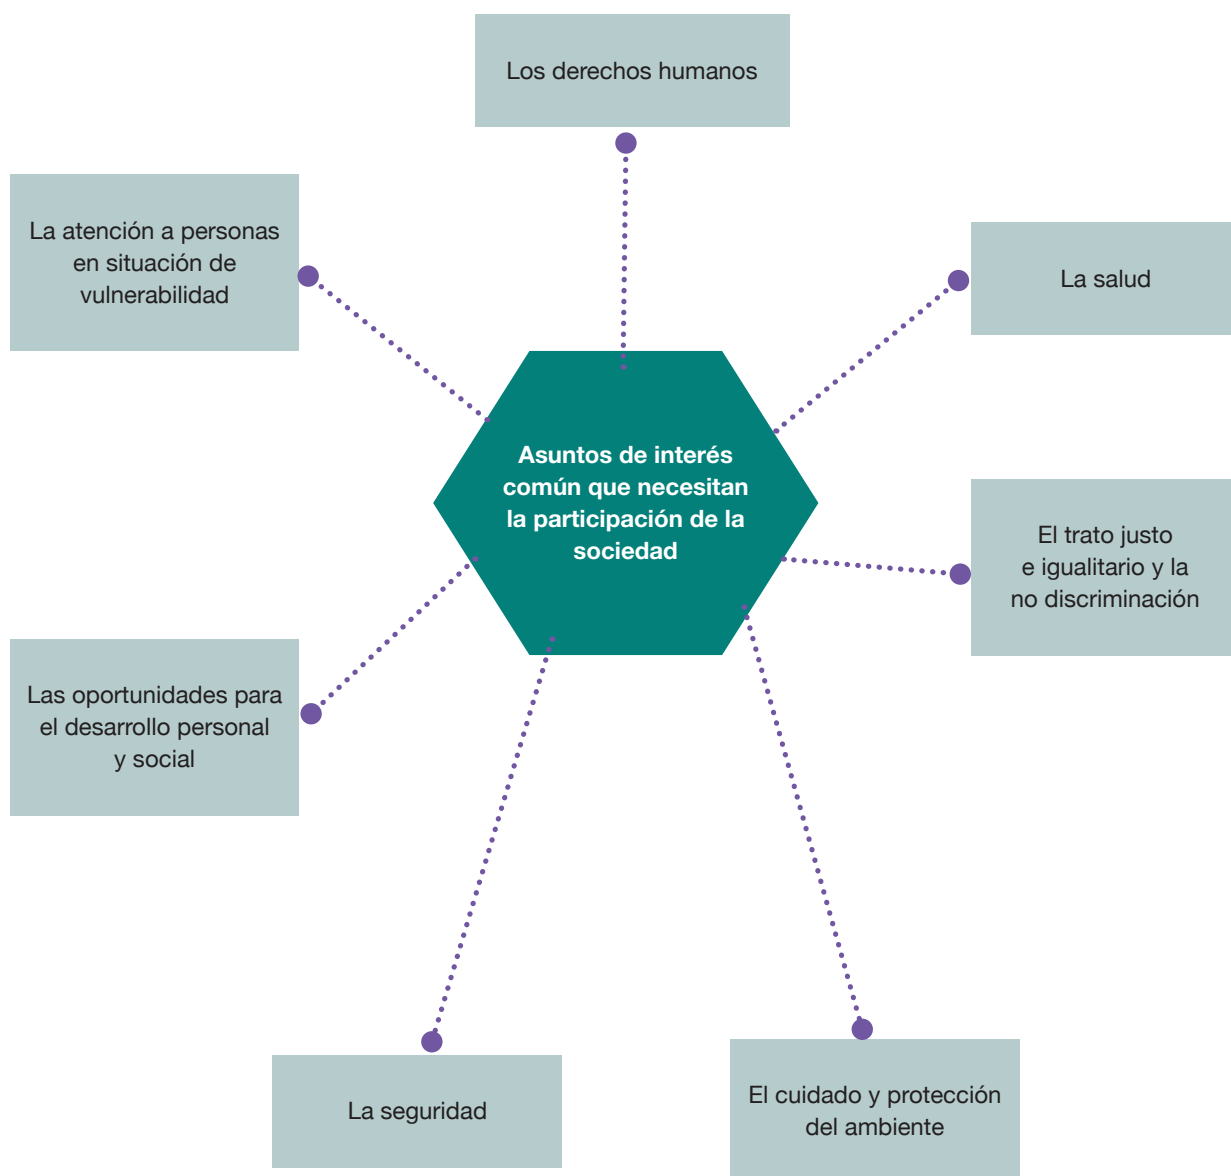 Los derechos humanos
La atención a personas
en situación de
vulnerabilidad
La salud
Asuntos de interés
común que necesitan
la participación de la
sociedad
El trato justo
e igualitario y la
no discriminación
Las oportunidades para
el desarrollo personal
y social
La seguridad
El cuidado y protección
del ambiente